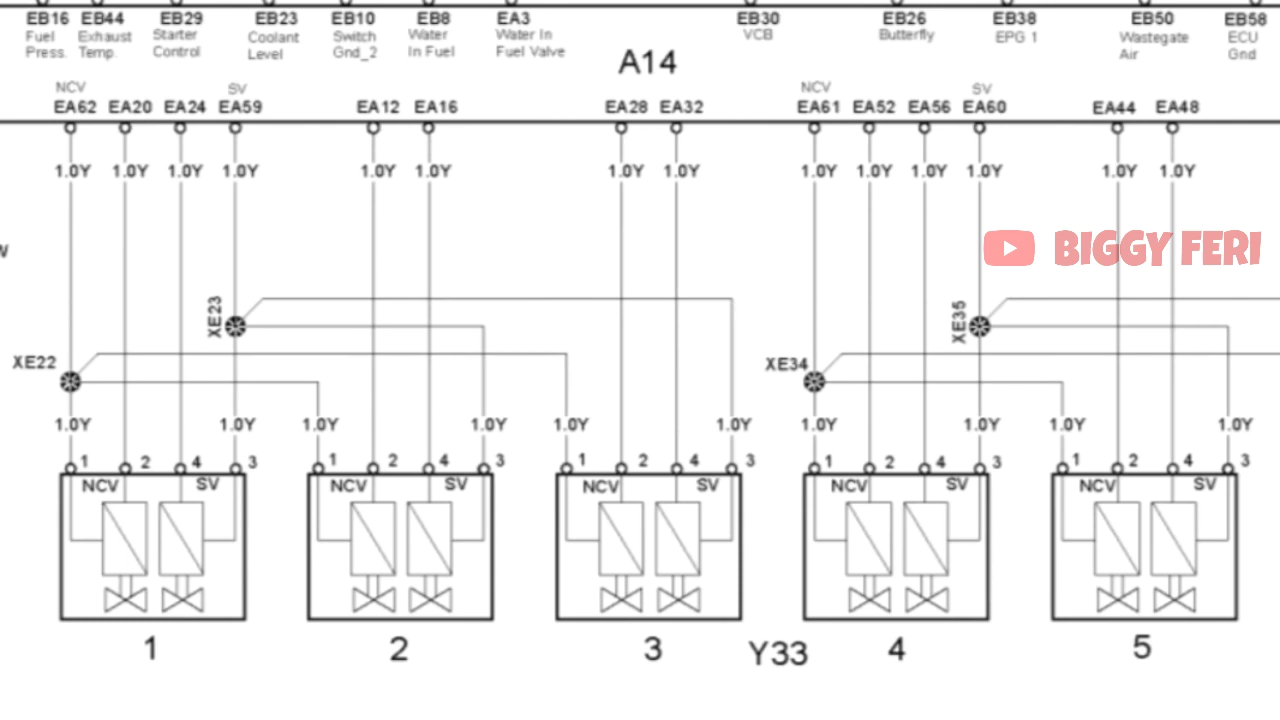 EB16 EB44 EB29 EB23 EB10 EB8 EA3 EB30 EB26 EB38 EB50 EB58
Fuel Exhaust Starter Coolant Switch Water Water In VCB Butterfly EPG 1 Wastegate ECU
Press. Temp. Control Level Gnd_2 In Fuel Fuel Valve Air Gnd
A14
NCV SV NCV SV
EA62 EA20 EA24 EA59 EA12 EA16 EA28 EA32 EA61 EA52 EA56 EA60 EA44 EA48
1.0Y 1.0Y 1.0Y 1.0Y 1.0Y 1.0Y 1.0Y 1.0Y 1.0Y 1.0Y 1.0Y 1.0Y 1.0Y 1.0Y
BIGGY FERI
XE23 XE35
XE22 XE34
1.0Y 1.0Y 1.0Y 1.0Y 1.0Y 1.0Y 1.0Y 1.0Y 1.0Y 1.0Y
1 2 4 3 1 2 4 3 1 2 4 3 1 2 4 3 1 2 4 3
NCV SV NCV SV NCV SV NCV SV NCV SV
1 2 3 Y33 4 5